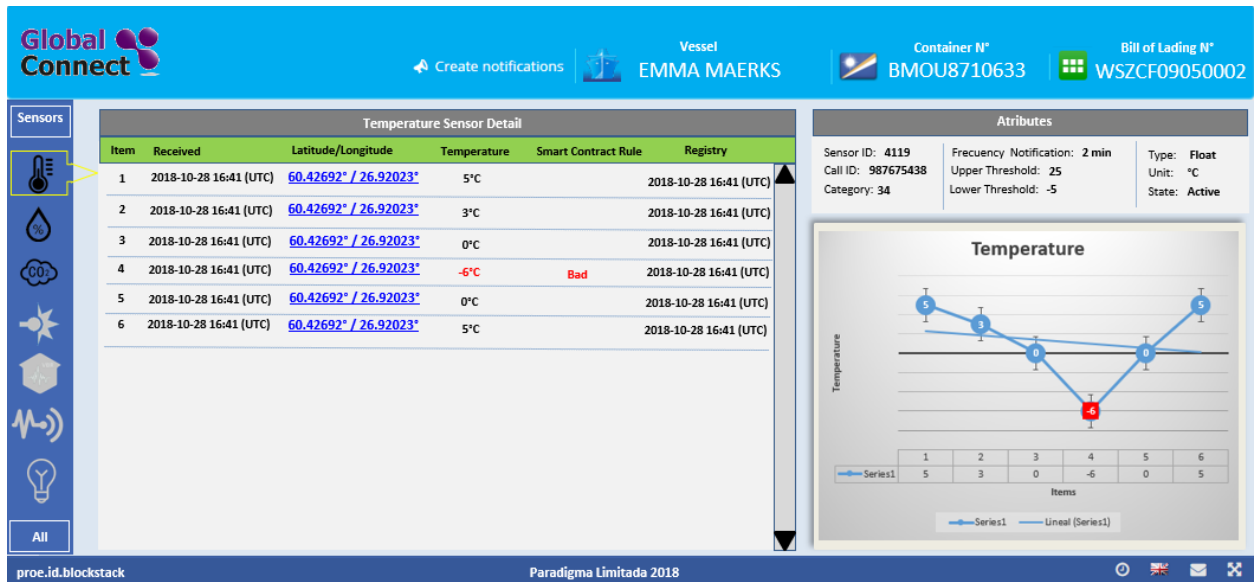 Global
Connect
Create notifications
Vessel
EMMA MAERKS
Container N°
BMOU8710633
Bill of Lading N°
WSZCF09050002
Sensors
%
CO2
All
Temperature Sensor Detail
Item Received Latitude/Longitude Temperature Smart Contract Rule Registry
1 2018-10-28 16:41 (UTC) 60.42692° / 26.92023° 5°C 2018-10-28 16:41 (UTC)
2 2018-10-28 16:41 (UTC) 60.42692° / 26.92023° 3°C 2018-10-28 16:41 (UTC)
3 2018-10-28 16:41 (UTC) 60.42692° / 26.92023° 0°C 2018-10-28 16:41 (UTC)
4 2018-10-28 16:41 (UTC) 60.42692° / 26.92023° -6°C Bad 2018-10-28 16:41 (UTC)
5 2018-10-28 16:41 (UTC) 60.42692° / 26.92023° 0°C 2018-10-28 16:41 (UTC)
6 2018-10-28 16:41 (UTC) 60.42692° / 26.92023° 5°C 2018-10-28 16:41 (UTC)
Atributes
Sensor ID: 4119
Call ID: 987675438
Category: 34
Frecuency Notification: 2 min
Upper Threshold: 25
Lower Threshold: -5
Type: Float
Unit: °C
State: Active
Temperature
Temperature
5 3 0 -6 0 5
1 2 3 4 5 6
Series1 5 3 0 -6 0 5
Items
Series1 Lineal (Series1)
proe.id.blockstack
Paradigma Limitada 2018